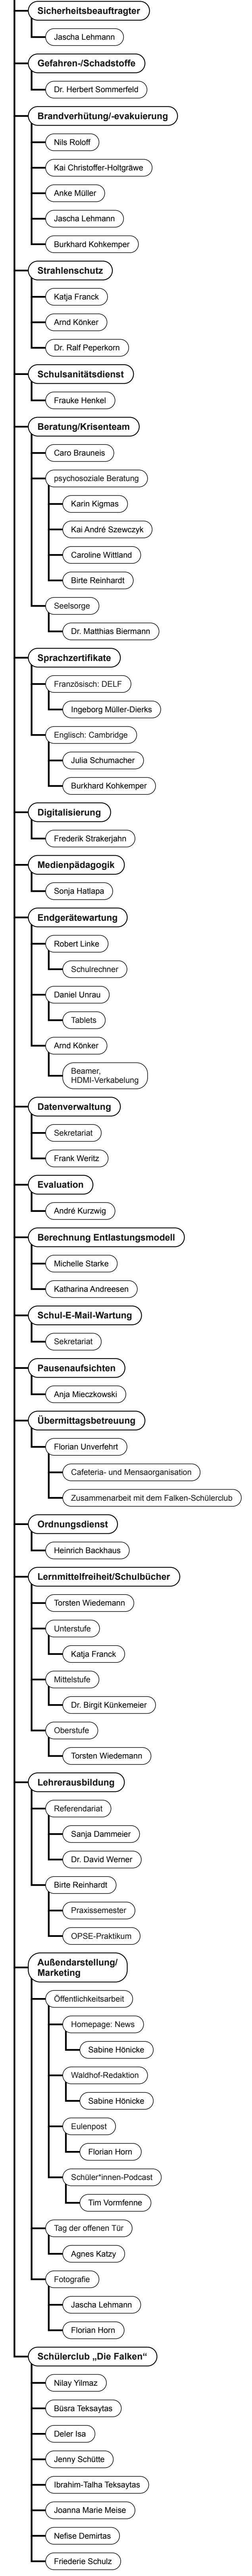 Sicherheitsbeauftragter
Jascha Lehmann
Gefahren-/Schadstoffe
Dr. Herbert Sommerfeld
Brandverhütung/-evakuierung
Nils Roloff
Kai Christoffer-Holtgräwe
Anke Müller
Jascha Lehmann
Burkhard Kohkemper
Strahlenschutz
Katja Franck
Arnd Könker
Dr. Ralf Peperkorn
Schulsanitätsdienst
Frauke Henkel
Beratung/Krisenteam
Caro Brauneis
psychosoziale Beratung
Karin Kigmas
Kai André Szewczyk
Caroline Wittland
Birte Reinhardt
Seelsorge
Dr. Matthias Biermann
Sprachzertifikate
Französisch: DELF
Ingeborg Müller-Dierks
Englisch: Cambridge
Julia Schumacher
Burkhard Kohkemper
Digitalisierung
Frederik Strakerjahn
Medienpädagogik
Sonja Hatlapa
Endgerätewartung
Robert Linke
Schulrechner
Daniel Unrau
Tablets
Arnd Könker
Beamer,
HDMI-Verkabelung
Datenverwaltung
Sekretariat
Frank Weritz
Evaluation
André Kurzwig
Berechnung Entlastungsmodell
Michelle Starke
Katharina Andreesen
Schul-E-Mail-Wartung
Sekretariat
Pausenaufsichten
Anja Mieczkowski
Übermittagsbetreuung
Florian Unverfehrt
Cafeteria- und Mensaorganisation
Zusammenarbeit mit dem Falken-Schülerclub
Ordnungsdienst
Heinrich Backhaus
Lernmittelfreiheit/Schulbücher
Torsten Wiedemann
Unterstufe
Katja Franck
Mittelstufe
Dr. Birgit Künkemeier
Oberstufe
Torsten Wiedemann
Lehrerausbildung
Referendariat
Sanja Dammeier
Dr. David Werner
Birte Reinhardt
Praxissemester
OPSE-Praktikum
Außendarstellung/
Marketing
Öffentlichkeitsarbeit
Homepage: News
Sabine Hönicke
Waldhof-Redaktion
Sabine Hönicke
Eulenpost
Florian Horn
Schüler*innen-Podcast
Tim Vormfenne
Tag der offenen Tür
Agnes Katzy
Fotografie
Jascha Lehmann
Florian Horn
Schülerclub „Die Falken“
Nilay Yilmaz
Büsra Teksaytas
Deler Isa
Jenny Schütte
Ibrahim-Talha Teksaytas
Joanna Marie Meise
Nefise Demirtas
Friederie Schulz